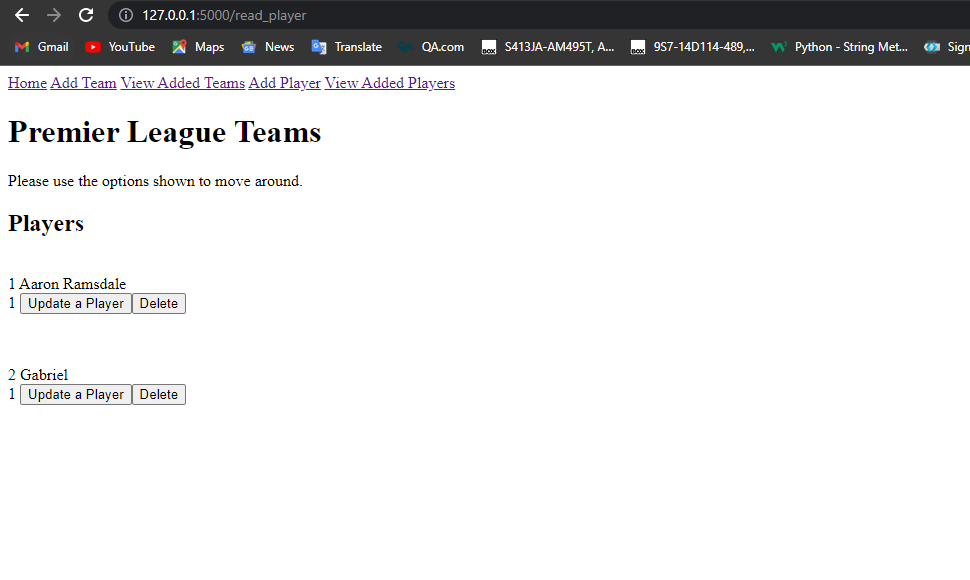 127.0.0.1:5000/read_player
Gmail YouTube Maps News Translate QA.com S413JA-AM495T, A... 9S7-14D114-489,... Python - String Met... Sign
Home Add Team View Added Teams Add Player View Added Players
Premier League Teams
Please use the options shown to move around.
Players
1 Aaron Ramsdale
1 Update a Player Delete
2 Gabriel
1 Update a Player Delete